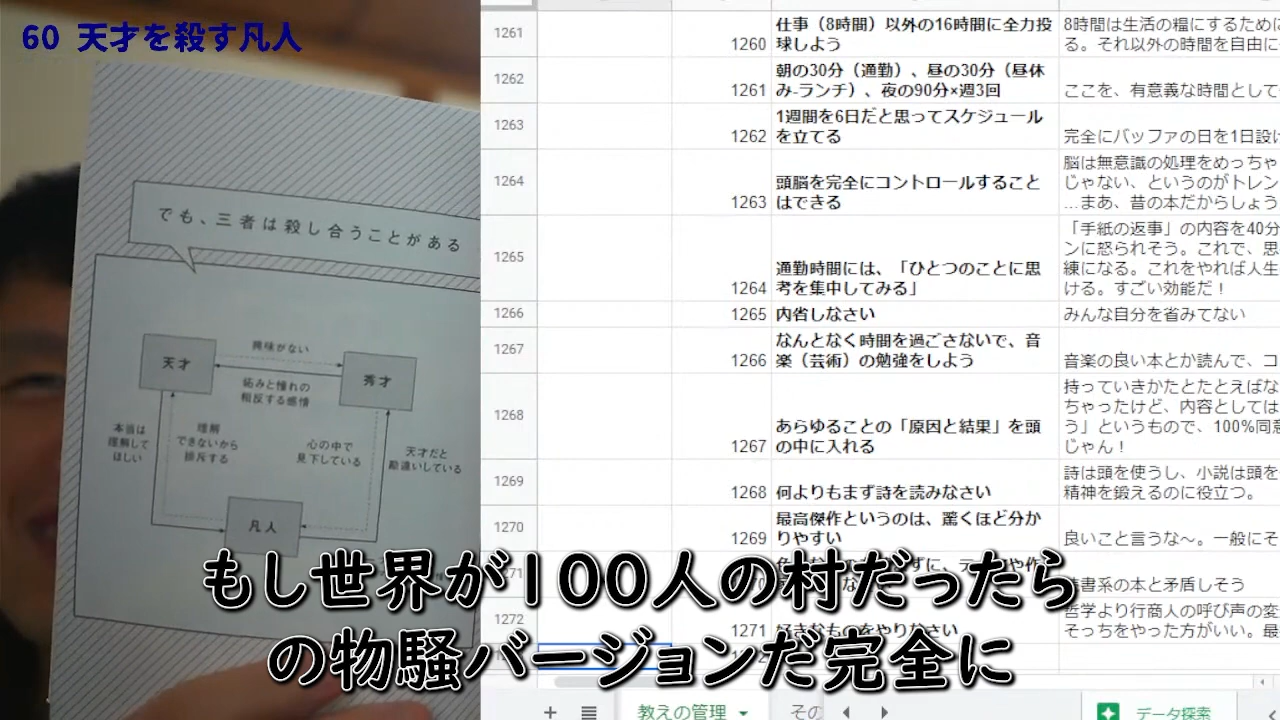 60 天才を殺す凡人
でも、三者は殺し合うことがある
天才
興味がない
妬みと憧れの
相反する感情
秀才
本当は
理解して
ほしい
理解
できないから
排斥する
心の中で
見下している
天才だと
勘違いしている
凡人
1261
1260
仕事（8時間）以外の16時間に全力投
球しよう
8時間は生活の糧にするために
る。それ以外の時間を自由に
1262
1261
朝の30分（通勤）、昼の30分（昼休
み-ランチ）、夜の90分×週3回
ここを、有意義な時間として
1263
1262
1週間を6日だと思ってスケジュール
を立てる
完全にバッファの日を1日設け
1264
1263
頭脳を完全にコントロールすること
はできる
脳は無意識の処理をめっちゃ
じゃない、というのがトレン
…まあ、昔の本だからしょう
1265
1264
通勤時間には、「ひとつのことに思
考を集中してみる」
「手紙の返事」の内容を40分
ンに怒られそう。これで、思
練になる。これをやれば人生
ける。すごい効能だ！
1266
1265
内省しなさい
みんな自分を省みてない
1267
1266
なんとなく時間を過ごさないで、音
楽（芸術）の勉強をしよう
音楽の良い本とか読んで、コ
1268
1267
あらゆることの「原因と結果」を頭
の中に入れる
持っていきかたとたとえばな
ちゃったけど、内容としては
う」というもので、100%同意
じゃん！
1269
1268
何よりもまず詩を読みなさい
詩は頭を使うし、小説は頭を
精神を鍛えるのに役立つ。
1270
1269
最高傑作というのは、驚くほど分か
りやすい
良いこと言うな〜。一般にそ
書系の本と矛盾しそう
1272
1271
好きなものをやりなさい
哲学より行商人の呼び声の変
そっちをやった方がいい。最
もし世界が100人の村だったら
の物騒バージョンだ完全に
教えの管理
その
データ探索